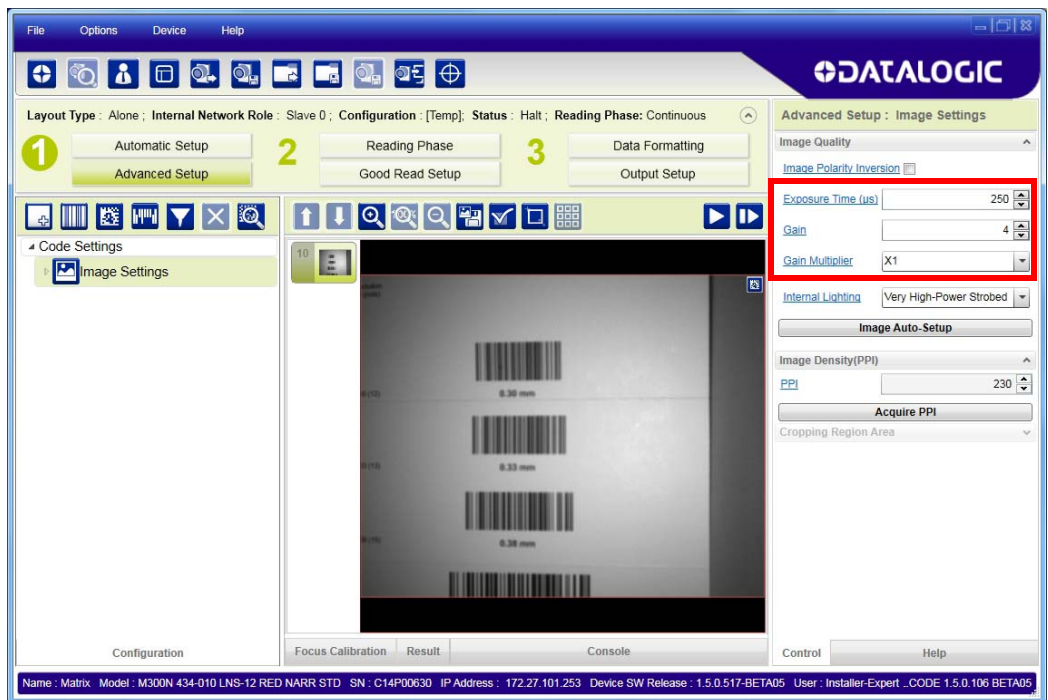 File Options Device Help
DATALOGIC
Layout Type : Alone ; Internal Network Role : Slave 0 ; Configuration : [Temp]; Status : Halt ; Reading Phase: Continuous
1 Automatic Setup 2 Reading Phase 3 Data Formatting
Advanced Setup Good Read Setup Output Setup
Code Settings
Image Settings
10
0.30 mm
0.33 mm
0.38 mm
Configuration
Focus Calibration Result Console
Advanced Setup : Image Settings
Image Quality
Image Polarity Inversion
Exposure Time (µs) 250
Gain 4
Gain Multiplier X1
Internal Lighting Very High-Power Strobed
Image Auto-Setup
Image Density(PPI)
PPI 230
Acquire PPI
Cropping Region Area
Control Help
Name : Matrix Model : M300N 434-010 LNS-12 RED NARR STD SN : C14P00630 IP Address : 172.27.101.253 Device SW Release : 1.5.0.517-BETA05 User : Installer-Expert _CODE 1.5.0.106 BETA05